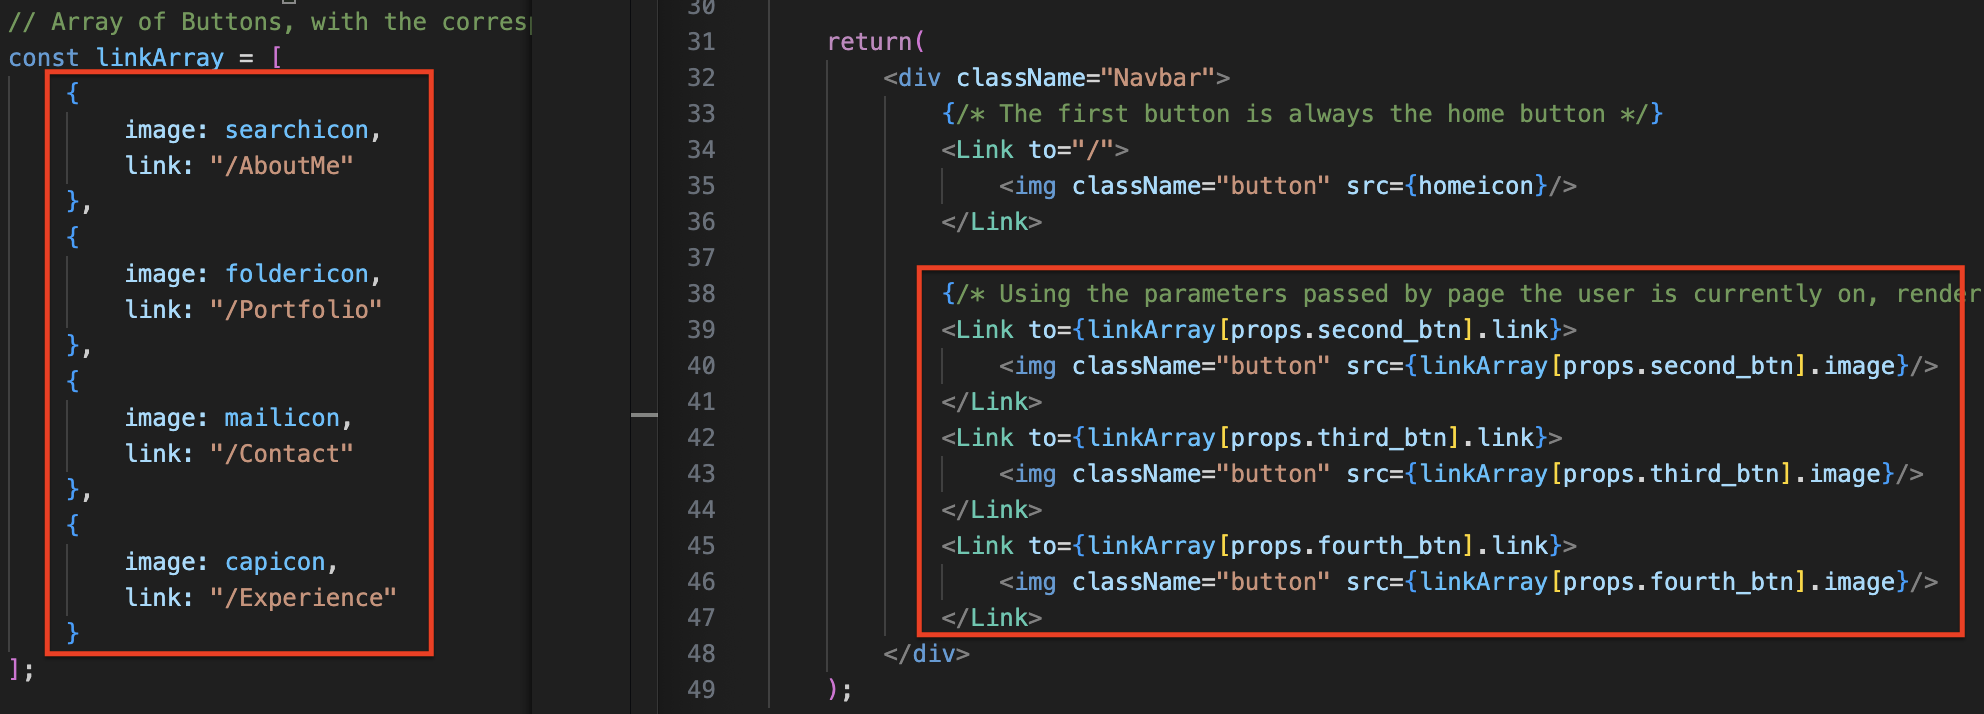 // Array of Buttons, with the corresp
const linkArray = [
{
image: searchicon,
link: "/AboutMe"
},
{
image: foldericon,
link: "/Portfolio"
},
{
image: mailicon,
link: "/Contact"
},
{
image: capicon,
link: "/Experience"
}
];
30
31 return(
32 <div className="Navbar">
33 {/* The first button is always the home button */}
34 <Link to="/">
35 <img className="button" src={homeicon}/>
36 </Link>
37
38 {/* Using the parameters passed by page the user is currently on, render
39 <Link to={linkArray[props.second_btn].link}>
40 <img className="button" src={linkArray[props.second_btn].image}/>
41 </Link>
42 <Link to={linkArray[props.third_btn].link}>
43 <img className="button" src={linkArray[props.third_btn].image}/>
44 </Link>
45 <Link to={linkArray[props.fourth_btn].link}>
46 <img className="button" src={linkArray[props.fourth_btn].image}/>
47 </Link>
48 </div>
49 );